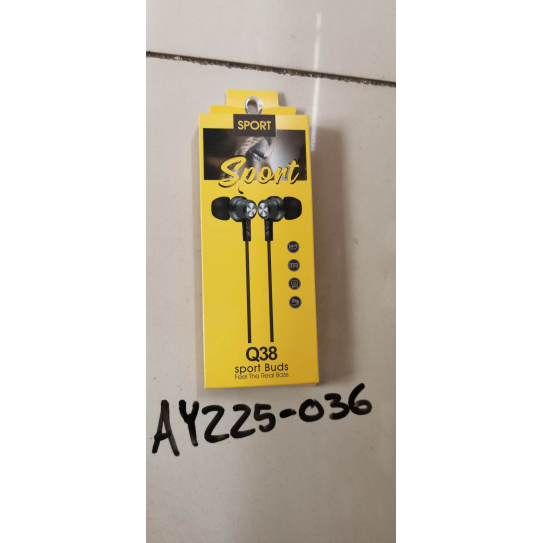 SPORT
Sport
Q38
sport Buds
Feel The Real Bass
AY225-036